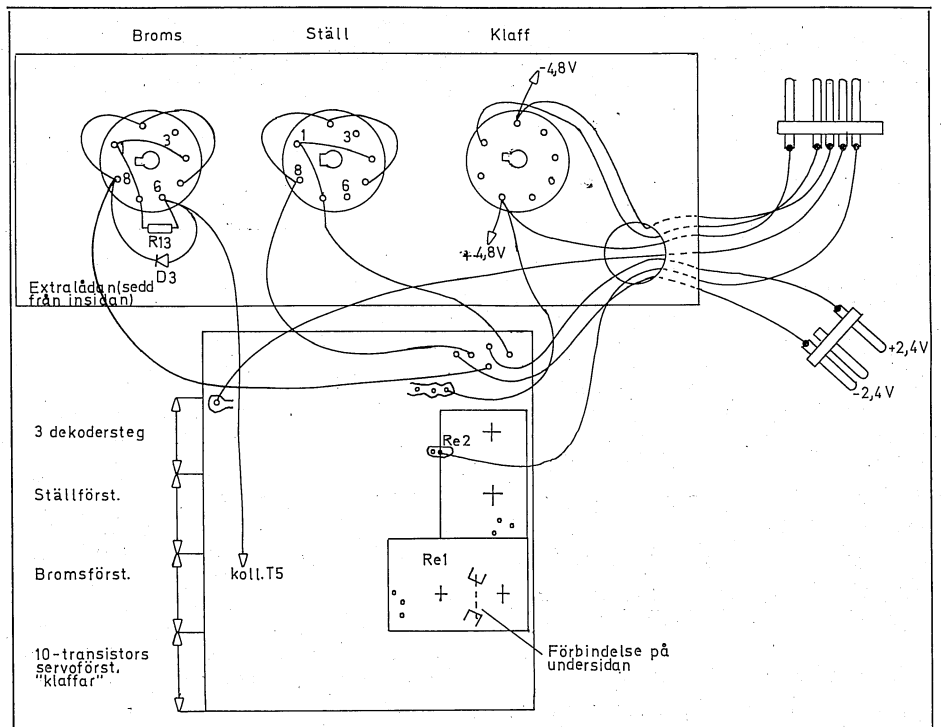 Broms
Ställ
Klaff
-4,8V
3
1
8
6
R13
D3
1
3
8
6
+4,8V
Extralådan(sedd
från insidan)
+2,4V
-2,4V
3 dekodersteg
Ställförst.
Bromsförst.
10-transistors
servoförst.
"klaffar"
Re2
Re1
koll.T5
Förbindelse på
undersidan